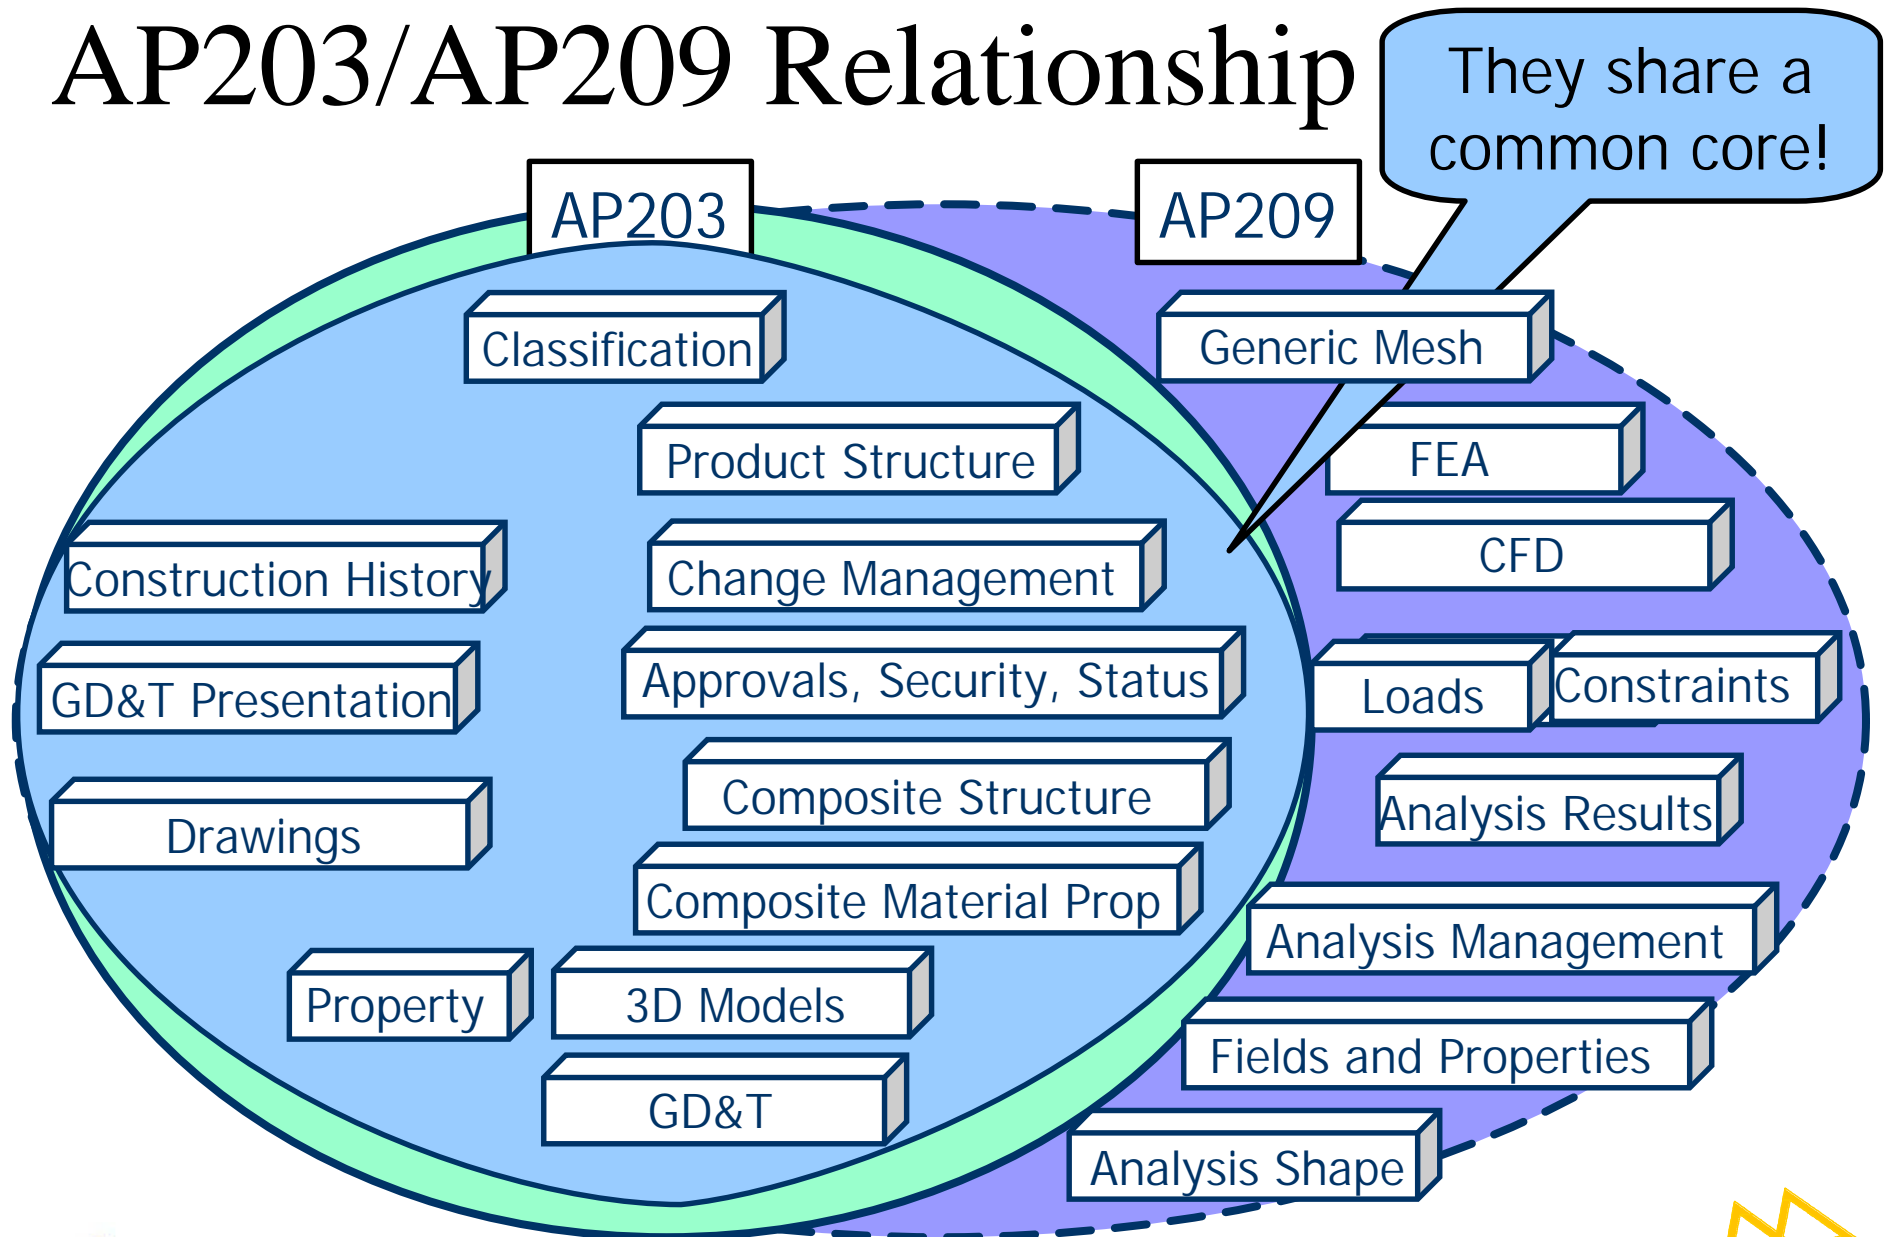 AP203/AP209 Relationship
They share a
common core!
AP203
AP209
Classification
Generic Mesh
Product Structure
FEA
Construction History
Change Management
CFD
GD&T Presentation
Approvals, Security, Status
Loads
Constraints
Drawings
Composite Structure
Analysis Results
Composite Material Prop
Analysis Management
Property
3D Models
Fields and Properties
GD&T
Analysis Shape